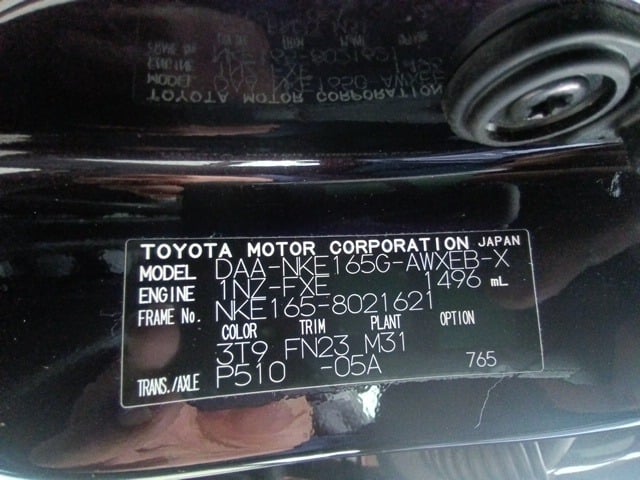 TOYOTA MOTOR CORPORATION JAPAN
MODEL DAA-NKE165G-AWXEB-X
ENGINE 1NZ-FXE 1496 mL
FRAME No. NKE165-8021621
COLOR TRIM PLANT OPTION
3T9 FN23 M31
TRANS./AXLE P510 -05A 765